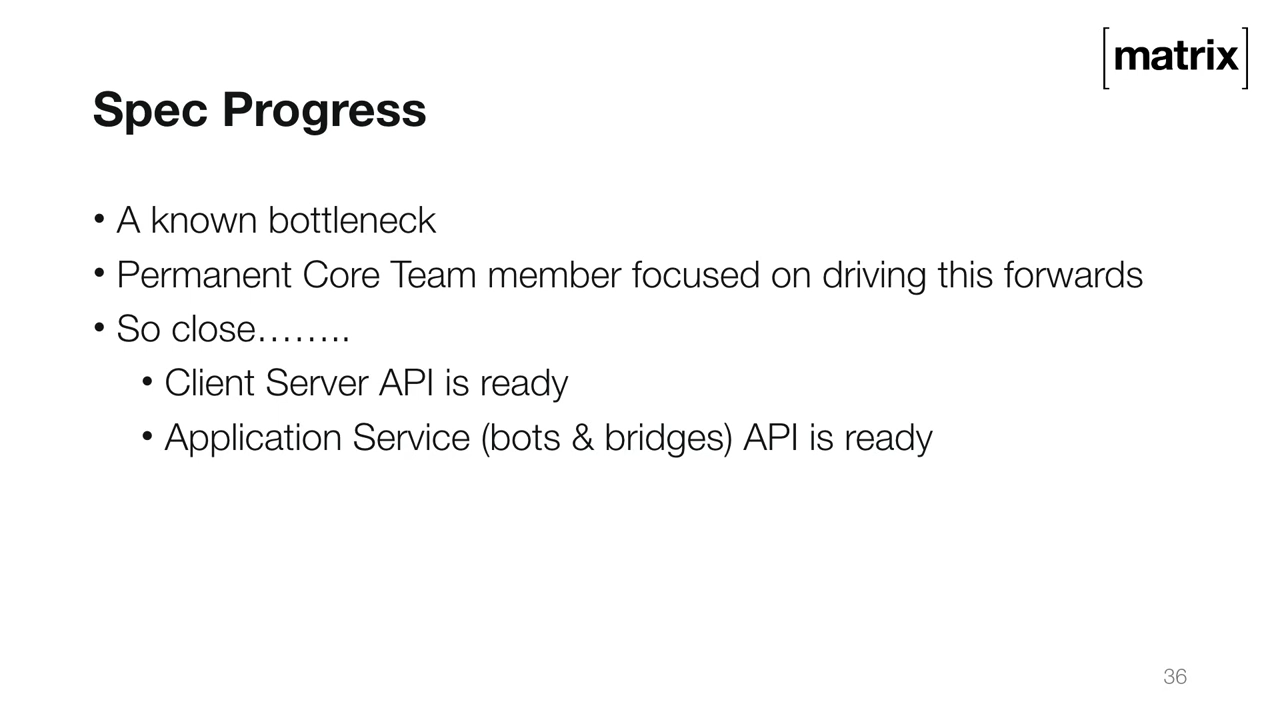 [matrix]
Spec Progress
• A known bottleneck
• Permanent Core Team member focused on driving this forwards
• So close……..
• Client Server API is ready
• Application Service (bots & bridges) API is ready
36